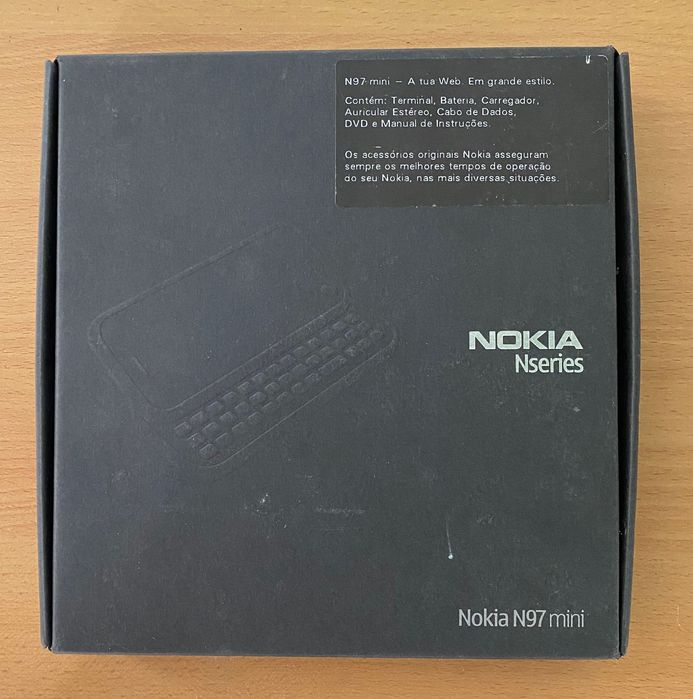 N97 mini – A tua Web. Em grande estilo.
Contém: Terminal, Bateria, Carregador,
Auricular Estéreo, Cabo de Dados,
DVD e Manual de Instruções.
Os acessórios originais Nokia asseguram
sempre os melhores tempos de operação
do seu Nokia, nas mais diversas situações.
NOKIA
Nseries
Nokia N97 mini